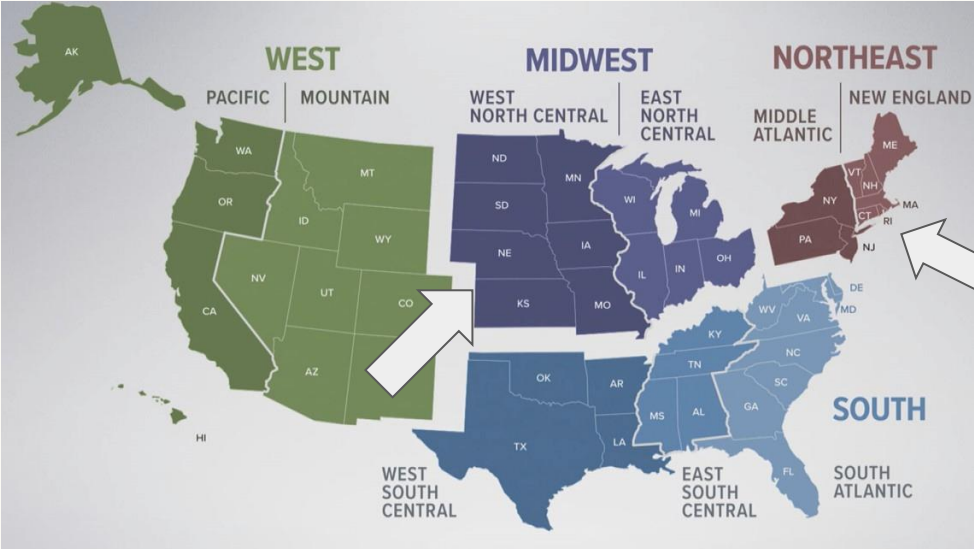 AK
WEST
MIDWEST
NORTHEAST
PACIFIC
MOUNTAIN
WEST
NORTH CENTRAL
EAST
NORTH
CENTRAL
MIDDLE
ATLANTIC
NEW ENGLAND
WA
OR
CA
MT
ID
WY
NV
UT
CO
AZ
HI
ND
SD
NE
KS
MN
IA
MO
WI
MI
IL
IN
OH
ME
VT
NH
MA
NY
CT
RI
PA
NJ
DE
MD
WV
VA
KY
NC
TN
SC
OK
AR
MS
AL
GA
TX
LA
FL
SOUTH
WEST
SOUTH
CENTRAL
EAST
SOUTH
CENTRAL
SOUTH
ATLANTIC